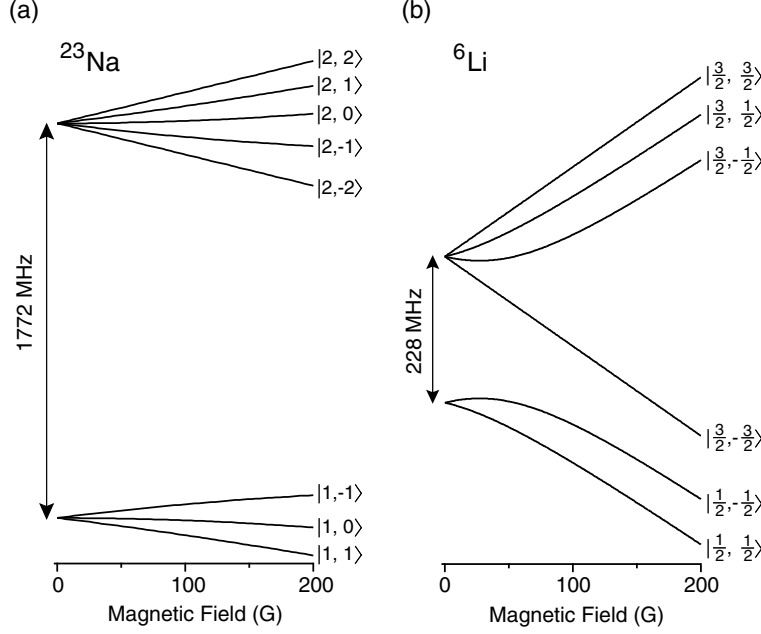 (a)
²³Na
|2, 2⟩
|2, 1⟩
|2, 0⟩
|2,-1⟩
|2,-2⟩
1772 MHz
|1,-1⟩
|1, 0⟩
|1, 1⟩
0 100 200
Magnetic Field (G)
(b)
⁶Li
|3/2, 3/2⟩
|3/2, 1/2⟩
|3/2,-1/2⟩
228 MHz
|3/2,-3/2⟩
|1/2,-1/2⟩
|1/2, 1/2⟩
0 100 200
Magnetic Field (G)